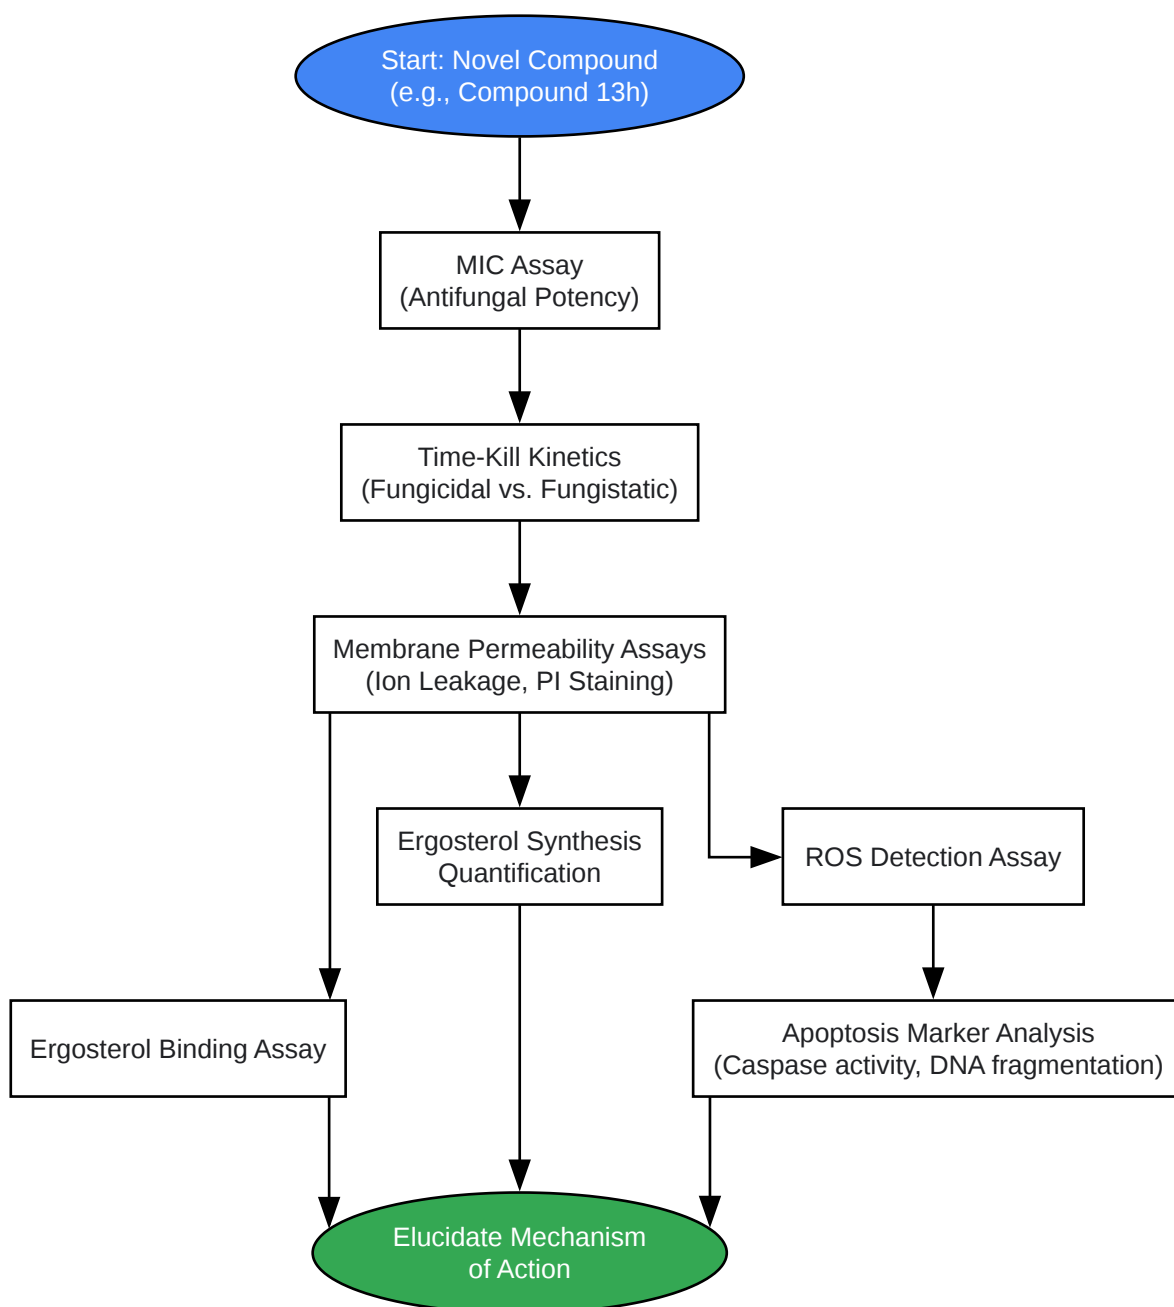 Start: Novel Compound
(e.g., Compound 13h)
MIC Assay
(Antifungal Potency)
Time-Kill Kinetics
(Fungicidal vs. Fungistatic)
Membrane Permeability Assays
(Ion Leakage, PI Staining)
Ergosterol Synthesis
Quantification
ROS Detection Assay
Ergosterol Binding Assay
Apoptosis Marker Analysis
(Caspase activity, DNA fragmentation)
Elucidate Mechanism
of Action